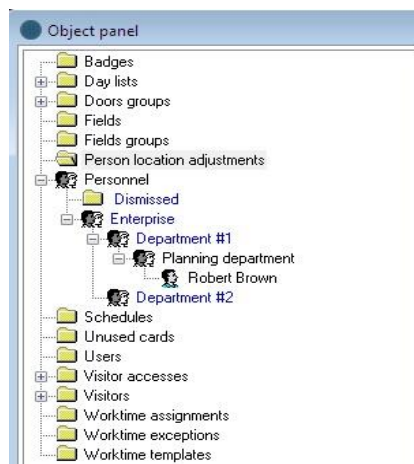 Object panel
Badges
Day lists
Doors groups
Fields
Fields groups
Person location adjustments
Personnel
Dismissed
Enterprise
Department #1
Planning department
Robert Brown
Department #2
Schedules
Unused cards
Users
Visitor accesses
Visitors
Worktime assignments
Worktime exceptions
Worktime templates